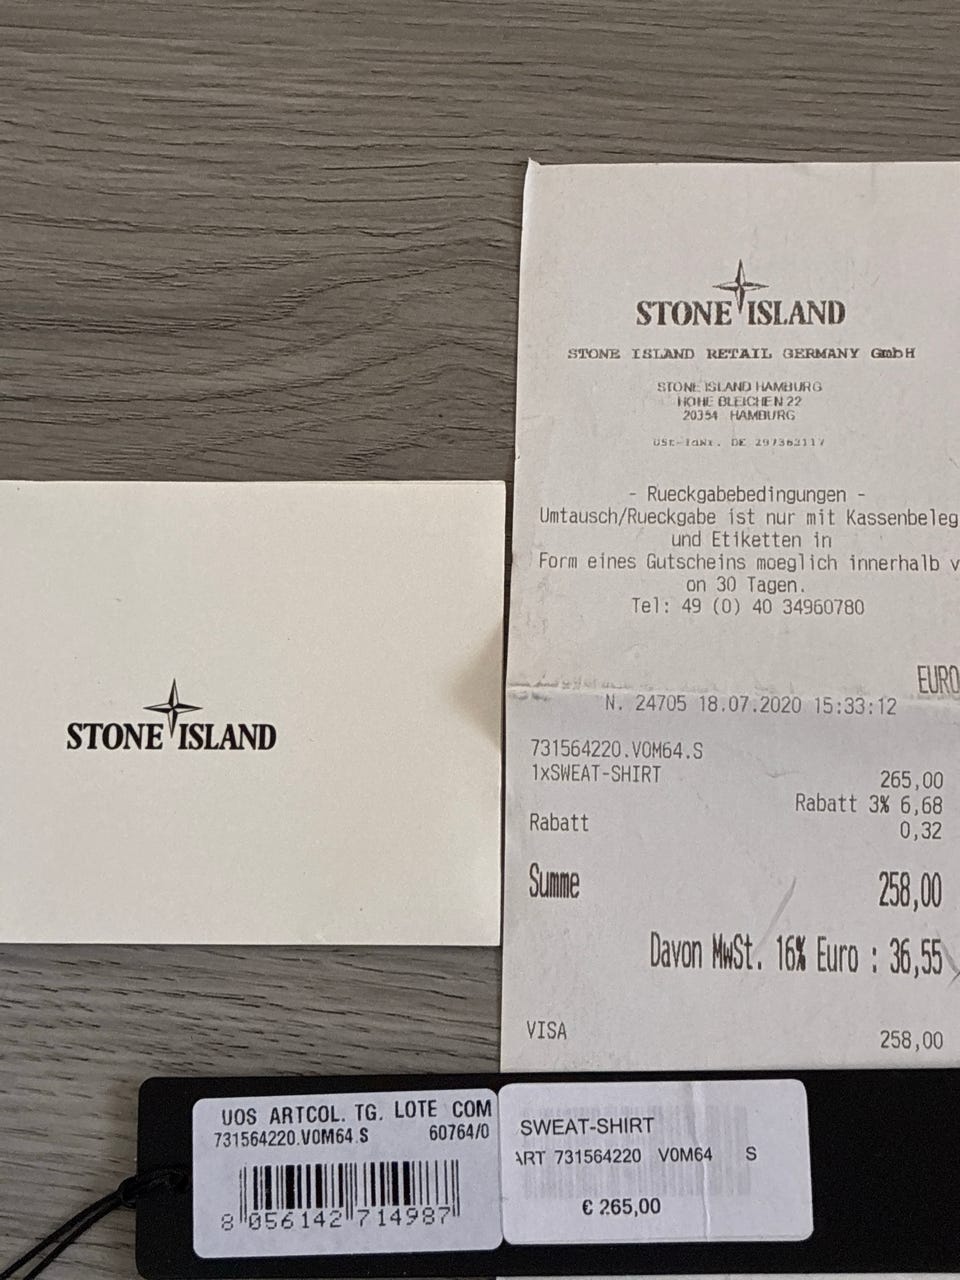 STONE ISLAND
STONE ISLAND RETAIL GERMANY GmbH
STONE ISLAND HAMBURG
HOHE BLEICHEN 22
20354 HAMBURG
USt-IdNr. DE 297362117
- Rueckgabebedingungen -
Umtausch/Rueckgabe ist nur mit Kassenbeleg
und Etiketten in
Form eines Gutscheins moeglich innerhalb v
on 30 Tagen.
Tel: 49 (0) 40 34960780
EURO
N. 24705 18.07.2020 15:33:12
731564220.V0M64.S
1xSWEAT-SHIRT 265,00
Rabatt 3% 6,68
Rabatt 0,32
Summe 258,00
Davon MwSt. 16% Euro : 36,55
VISA 258,00
STONE ISLAND
UOS ARTCOL. TG. LOTE COM
731564220.V0M64.S 60764/0
8 056142 714987
SWEAT-SHIRT
ART 731564220 V0M64 S
€ 265,00